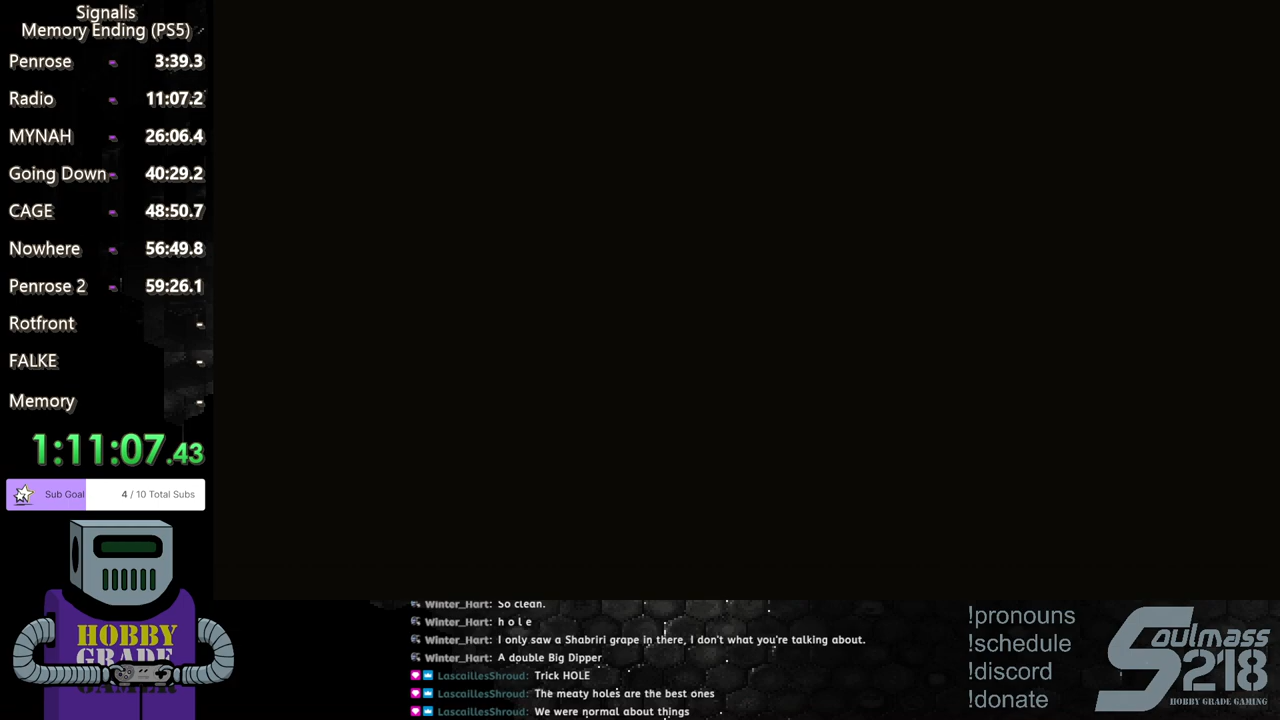 Signalis
Memory Ending (PS5)
Penrose - 3:39.3
Radio - 11:07.2
MYNAH - 26:06.4
Going Down - 40:29.2
CAGE - 48:50.7
Nowhere - 56:49.8
Penrose 2 - 59:26.1
Rotfront -
FALKE -
Memory -
1:11:07.43
Sub Goal 4 / 10 Total Subs
HOBBY
GRADE
GAMER
Winter_Hart: So clean.
Winter_Hart: h o l e
Winter_Hart: I only saw a Shabriri grape in there, I don't what you're talking about.
Winter_Hart: A double Big Dipper
LascaillesShroud: Trick HOLE
LascaillesShroud: The meaty holes are the best ones
LascaillesShroud: We were normal about things
!pronouns
!schedule
!discord
!donate
Soulmass
218
HOBBY GRADE GAMING